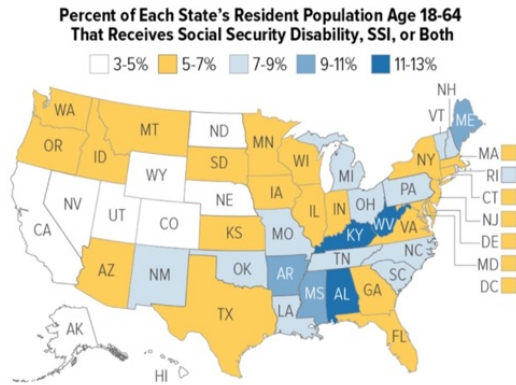 Percent of Each State's Resident Population Age 18-64
That Receives Social Security Disability, SSI, or Both
3-5% 5-7% 7-9% 9-11% 11-13%
NH
WA
VT
ME
MT
ND
MN
OR
ID
SD
WI
NY
MA
WY
MI
RI
IA
PA
CT
NE
NV
OH
NJ
IL
IN
UT
CO
WV
DE
CA
KS
MO
KY
VA
MD
NC
TN
DC
AZ
NM
OK
AR
SC
MS
AL
GA
LA
TX
AK
FL
HI